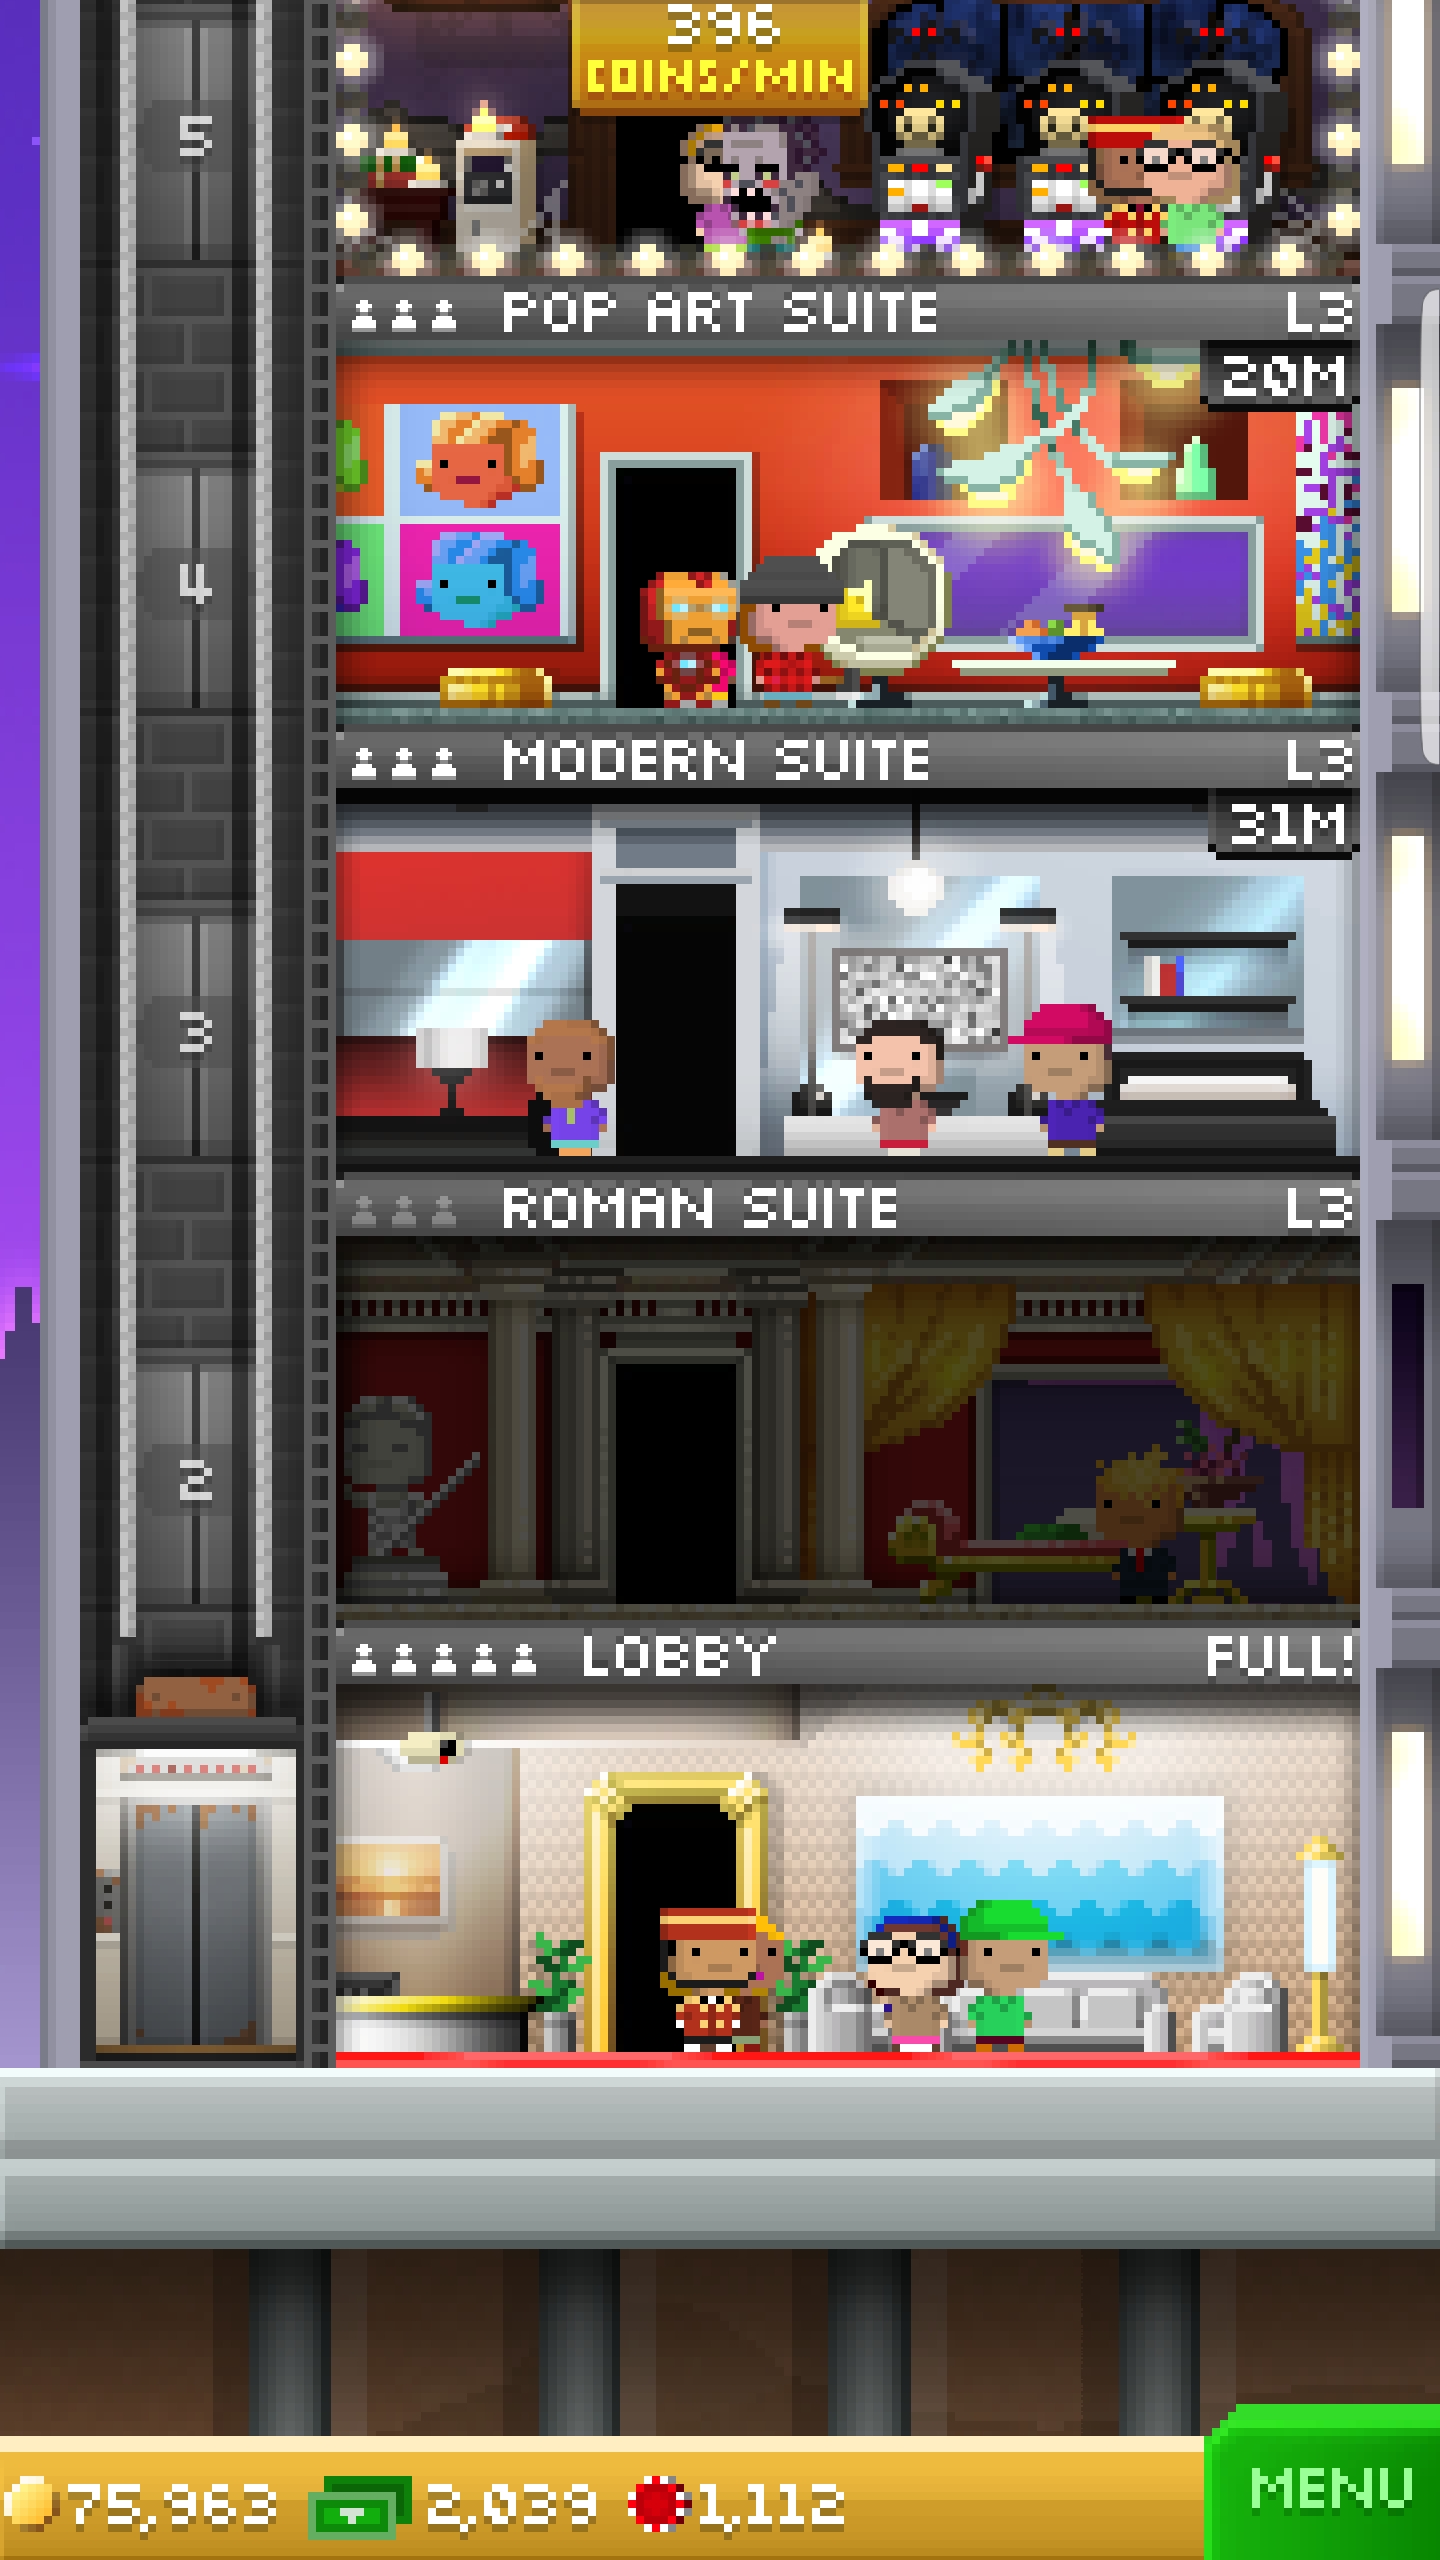 396
COINS/MIN
5
POP ART SUITE L3
20M
4
MODERN SUITE L3
31M
3
ROMAN SUITE L3
2
LOBBY FULL!
75,963 2,039 1,112
MENU